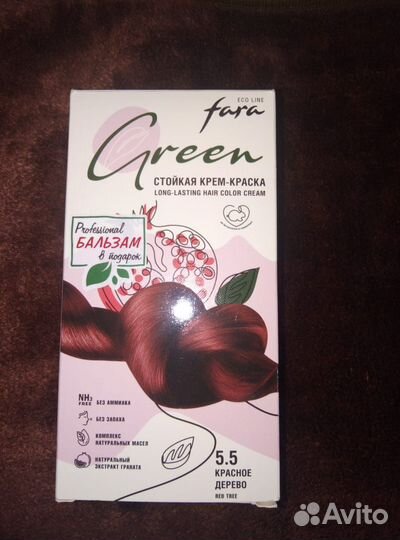 ECO LINE
fara
Green
СТОЙКАЯ КРЕМ-КРАСКА
LONG-LASTING HAIR COLOR CREAM
Professional
БАЛЬЗАМ
в подарок
NH3
FREE
БЕЗ АММИАКА
БЕЗ ЗАПАХА
КОМПЛЕКС
НАТУРАЛЬНЫХ МАСЕЛ
НАТУРАЛЬНЫЙ
ЭКСТРАКТ ГРАНАТА
5.5
КРАСНОЕ
ДЕРЕВО
RED TREE
Avito